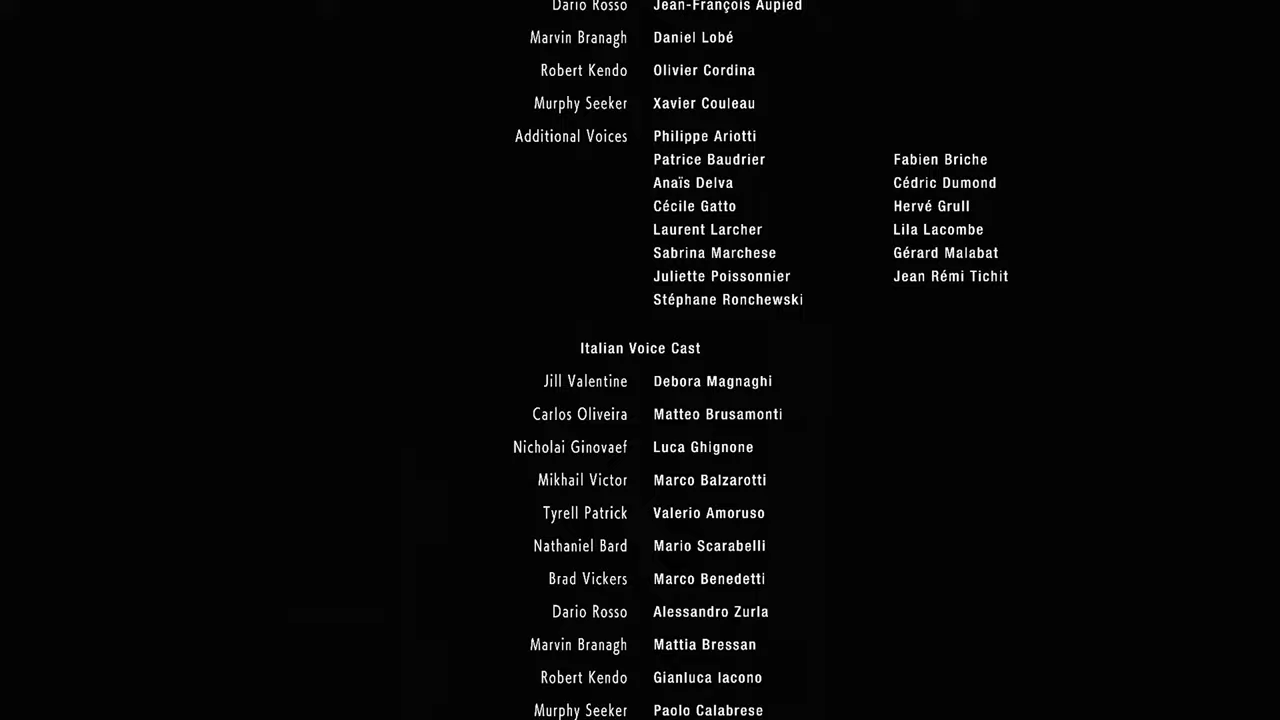 Dario Rosso Jean-François Aupied
Marvin Branagh Daniel Lobé
Robert Kendo Olivier Cordina
Murphy Seeker Xavier Couleau
Additional Voices Philippe Ariotti
Patrice Baudrier Fabien Briche
Anaïs Delva Cédric Dumond
Cécile Gatto Hervé Grull
Laurent Larcher Lila Lacombe
Sabrina Marchese Gérard Malabat
Juliette Poissonnier Jean Rémi Tichit
Stéphane Ronchewski
Italian Voice Cast
Jill Valentine Debora Magnaghi
Carlos Oliveira Matteo Brusamonti
Nicholai Ginovaef Luca Ghignone
Mikhail Victor Marco Balzarotti
Tyrell Patrick Valerio Amoruso
Nathaniel Bard Mario Scarabelli
Brad Vickers Marco Benedetti
Dario Rosso Alessandro Zurla
Marvin Branagh Mattia Bressan
Robert Kendo Gianluca Iacono
Murphy Seeker Paolo Calabrese